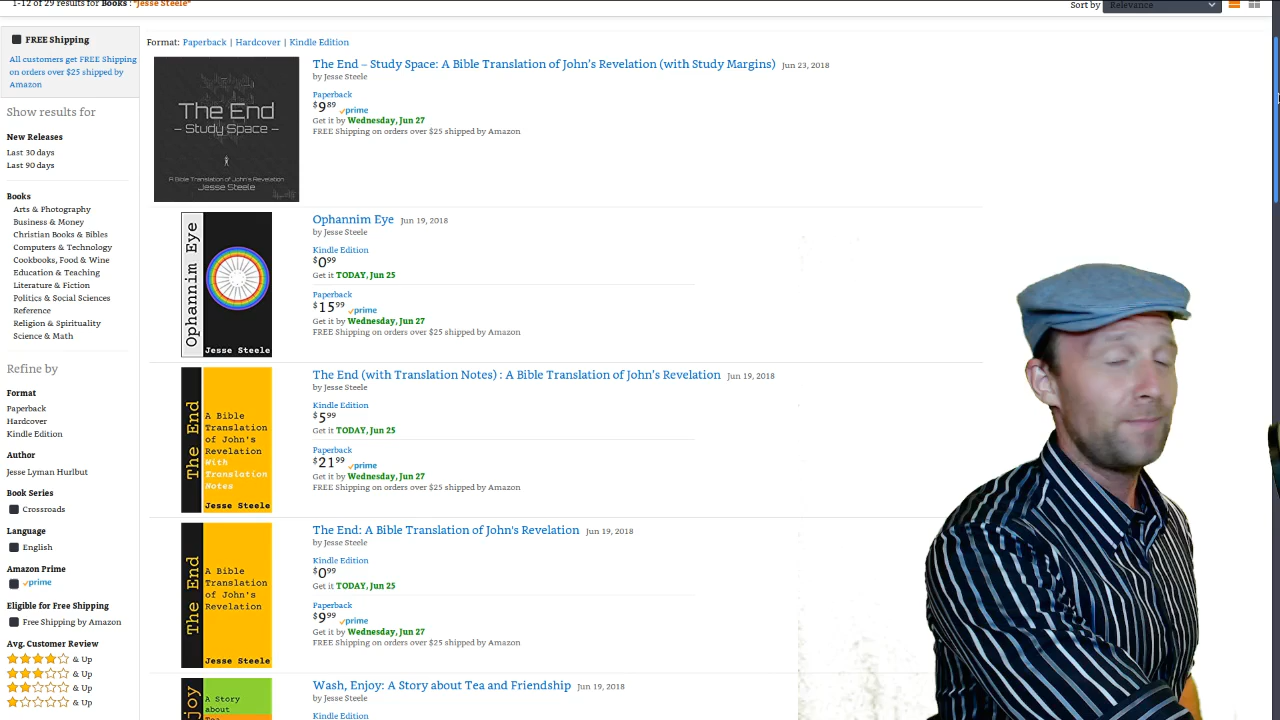 1-12 of 29 results for Books : "Jesse Steele"
Sort by Relevance
FREE Shipping
All customers get FREE Shipping
on orders over $25 shipped by
Amazon
Show results for
New Releases
Last 30 days
Last 90 days
Books
Arts & Photography
Business & Money
Christian Books & Bibles
Computers & Technology
Cookbooks, Food & Wine
Education & Teaching
Literature & Fiction
Politics & Social Sciences
Reference
Religion & Spirituality
Science & Math
Refine by
Format
Paperback
Hardcover
Kindle Edition
Author
Jesse Lyman Hurlbut
Book Series
Crossroads
Language
English
Amazon Prime
prime
Eligible for Free Shipping
Free Shipping by Amazon
Avg. Customer Review
& Up
& Up
& Up
& Up
Format: Paperback | Hardcover | Kindle Edition
The End
– Study Space –
A Bible Translation of John's Revelation
Jesse Steele
The End – Study Space: A Bible Translation of John's Revelation (with Study Margins) Jun 23, 2018
by Jesse Steele
Paperback
$9 89 prime
Get it by Wednesday, Jun 27
FREE Shipping on orders over $25 shipped by Amazon
Ophannim Eye
Jesse Steele
Ophannim Eye Jun 19, 2018
by Jesse Steele
Kindle Edition
$0 99
Get it TODAY, Jun 25
Paperback
$15 99 prime
Get it by Wednesday, Jun 27
FREE Shipping on orders over $25 shipped by Amazon
The End
A Bible
Translation
of John's
Revelation
With
Translation
Notes
Jesse Steele
The End (with Translation Notes) : A Bible Translation of John's Revelation Jun 19, 2018
by Jesse Steele
Kindle Edition
$5 99
Get it TODAY, Jun 25
Paperback
$21 99 prime
Get it by Wednesday, Jun 27
FREE Shipping on orders over $25 shipped by Amazon
The End
A Bible
Translation
of John's
Revelation
Jesse Steele
The End: A Bible Translation of John's Revelation Jun 19, 2018
by Jesse Steele
Kindle Edition
$0 99
Get it TODAY, Jun 25
Paperback
$9 99 prime
Get it by Wednesday, Jun 27
FREE Shipping on orders over $25 shipped by Amazon
joy
A Story
about
Tea
Wash, Enjoy: A Story about Tea and Friendship Jun 19, 2018
by Jesse Steele
Kindle Edition